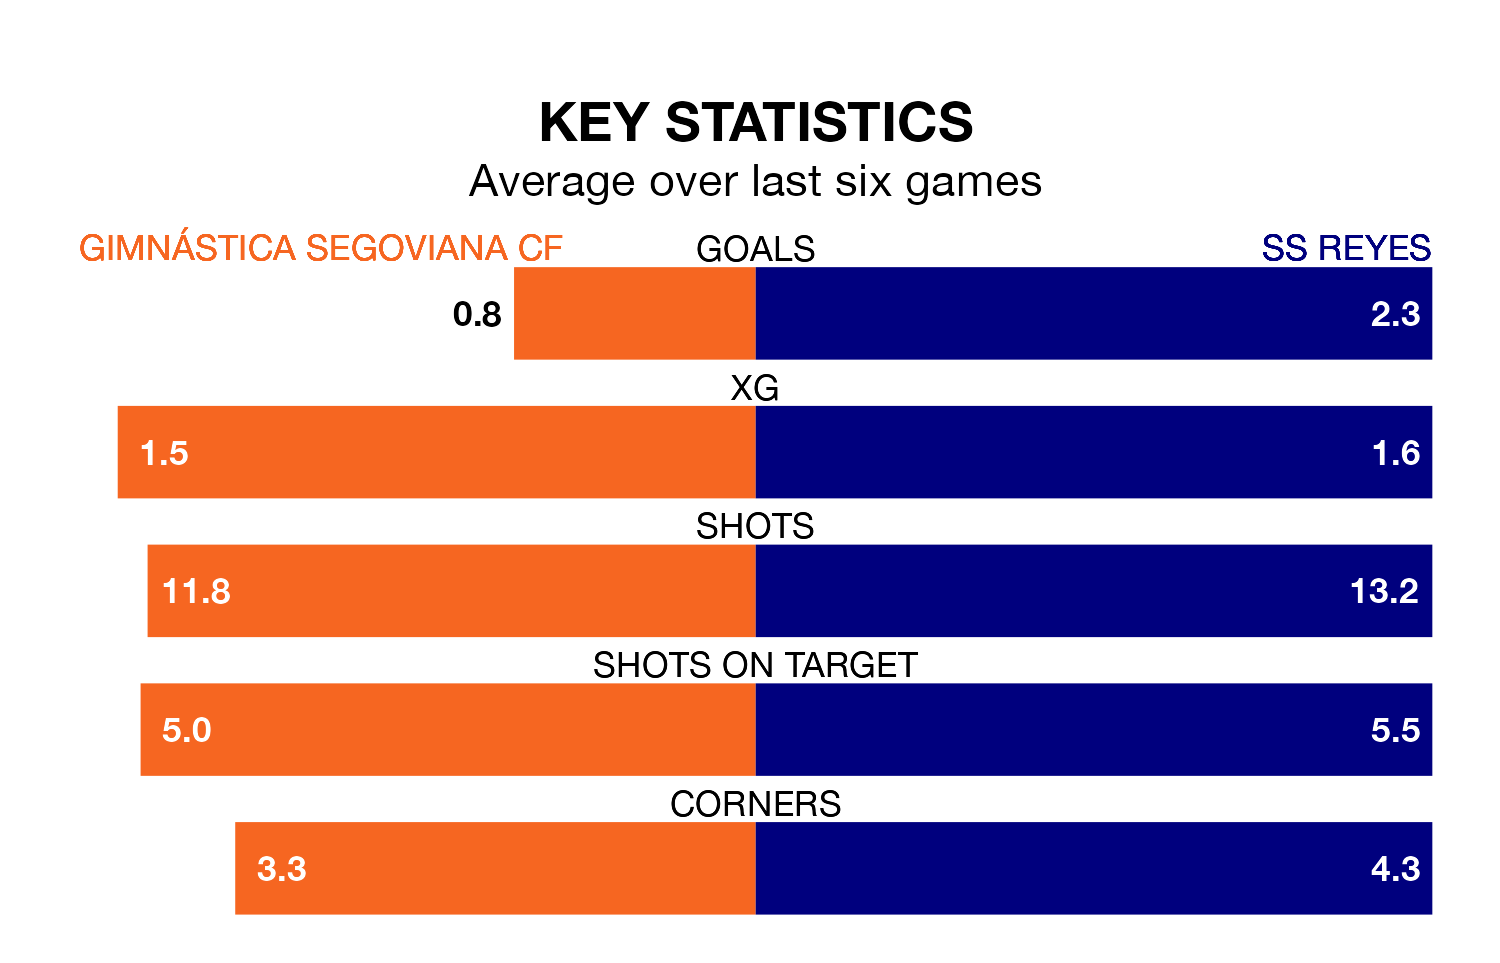 KEY STATISTICS
Average over last six games
GIMNÁSTICA SEGOVIANA CF GOALS SS REYES
0.8 2.3
XG
1.5 1.6
SHOTS
11.8 13.2
SHOTS ON TARGET
5.0 5.5
CORNERS
3.3 4.3